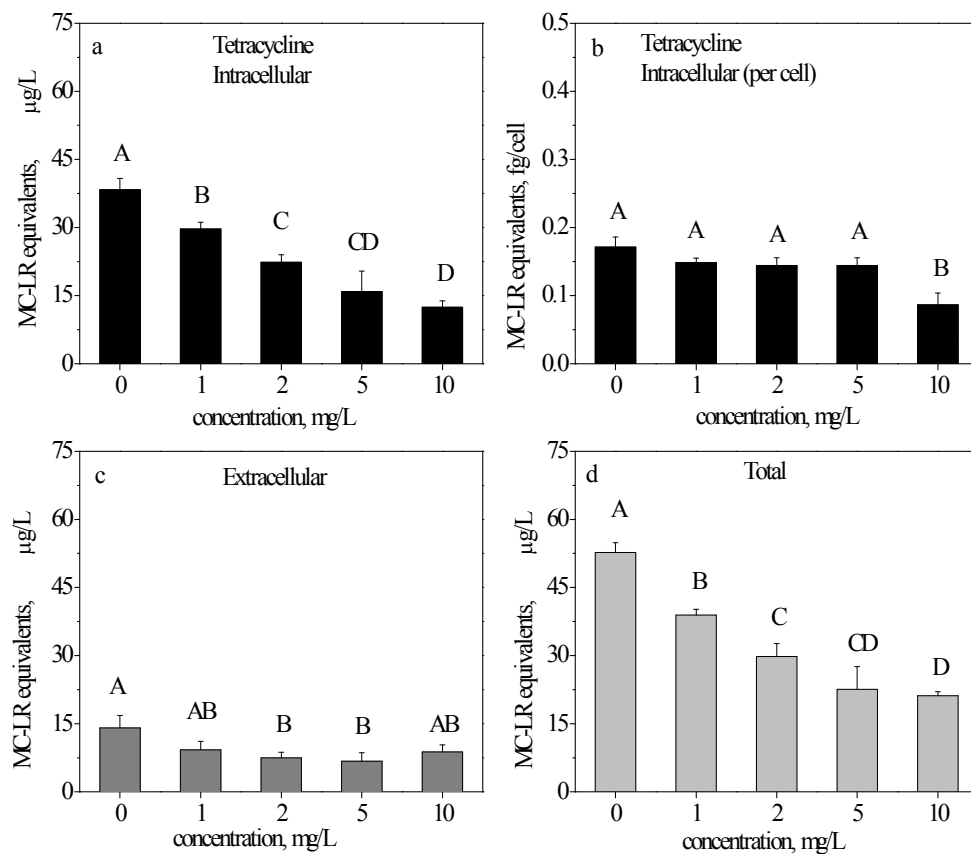 a
Tetracycline
Intracellular
MC-LR equivalents, µg/L
75
60
45
30
15
0
A
B
C
CD
D
0 1 2 5 10
concentration, mg/L
b
Tetracycline
Intracellular (per cell)
MC-LR equivalents, fg/cell
0.5
0.4
0.3
0.2
0.1
0.0
A A A A B
0 1 2 5 10
concentration, mg/L
c
Extracellular
MC-LR equivalents, µg/L
75
60
45
30
15
0
A AB B B AB
0 1 2 5 10
concentration, mg/L
d
Total
MC-LR equivalents, µg/L
75
60
45
30
15
0
A
B
C
CD
D
0 1 2 5 10
concentration, mg/L